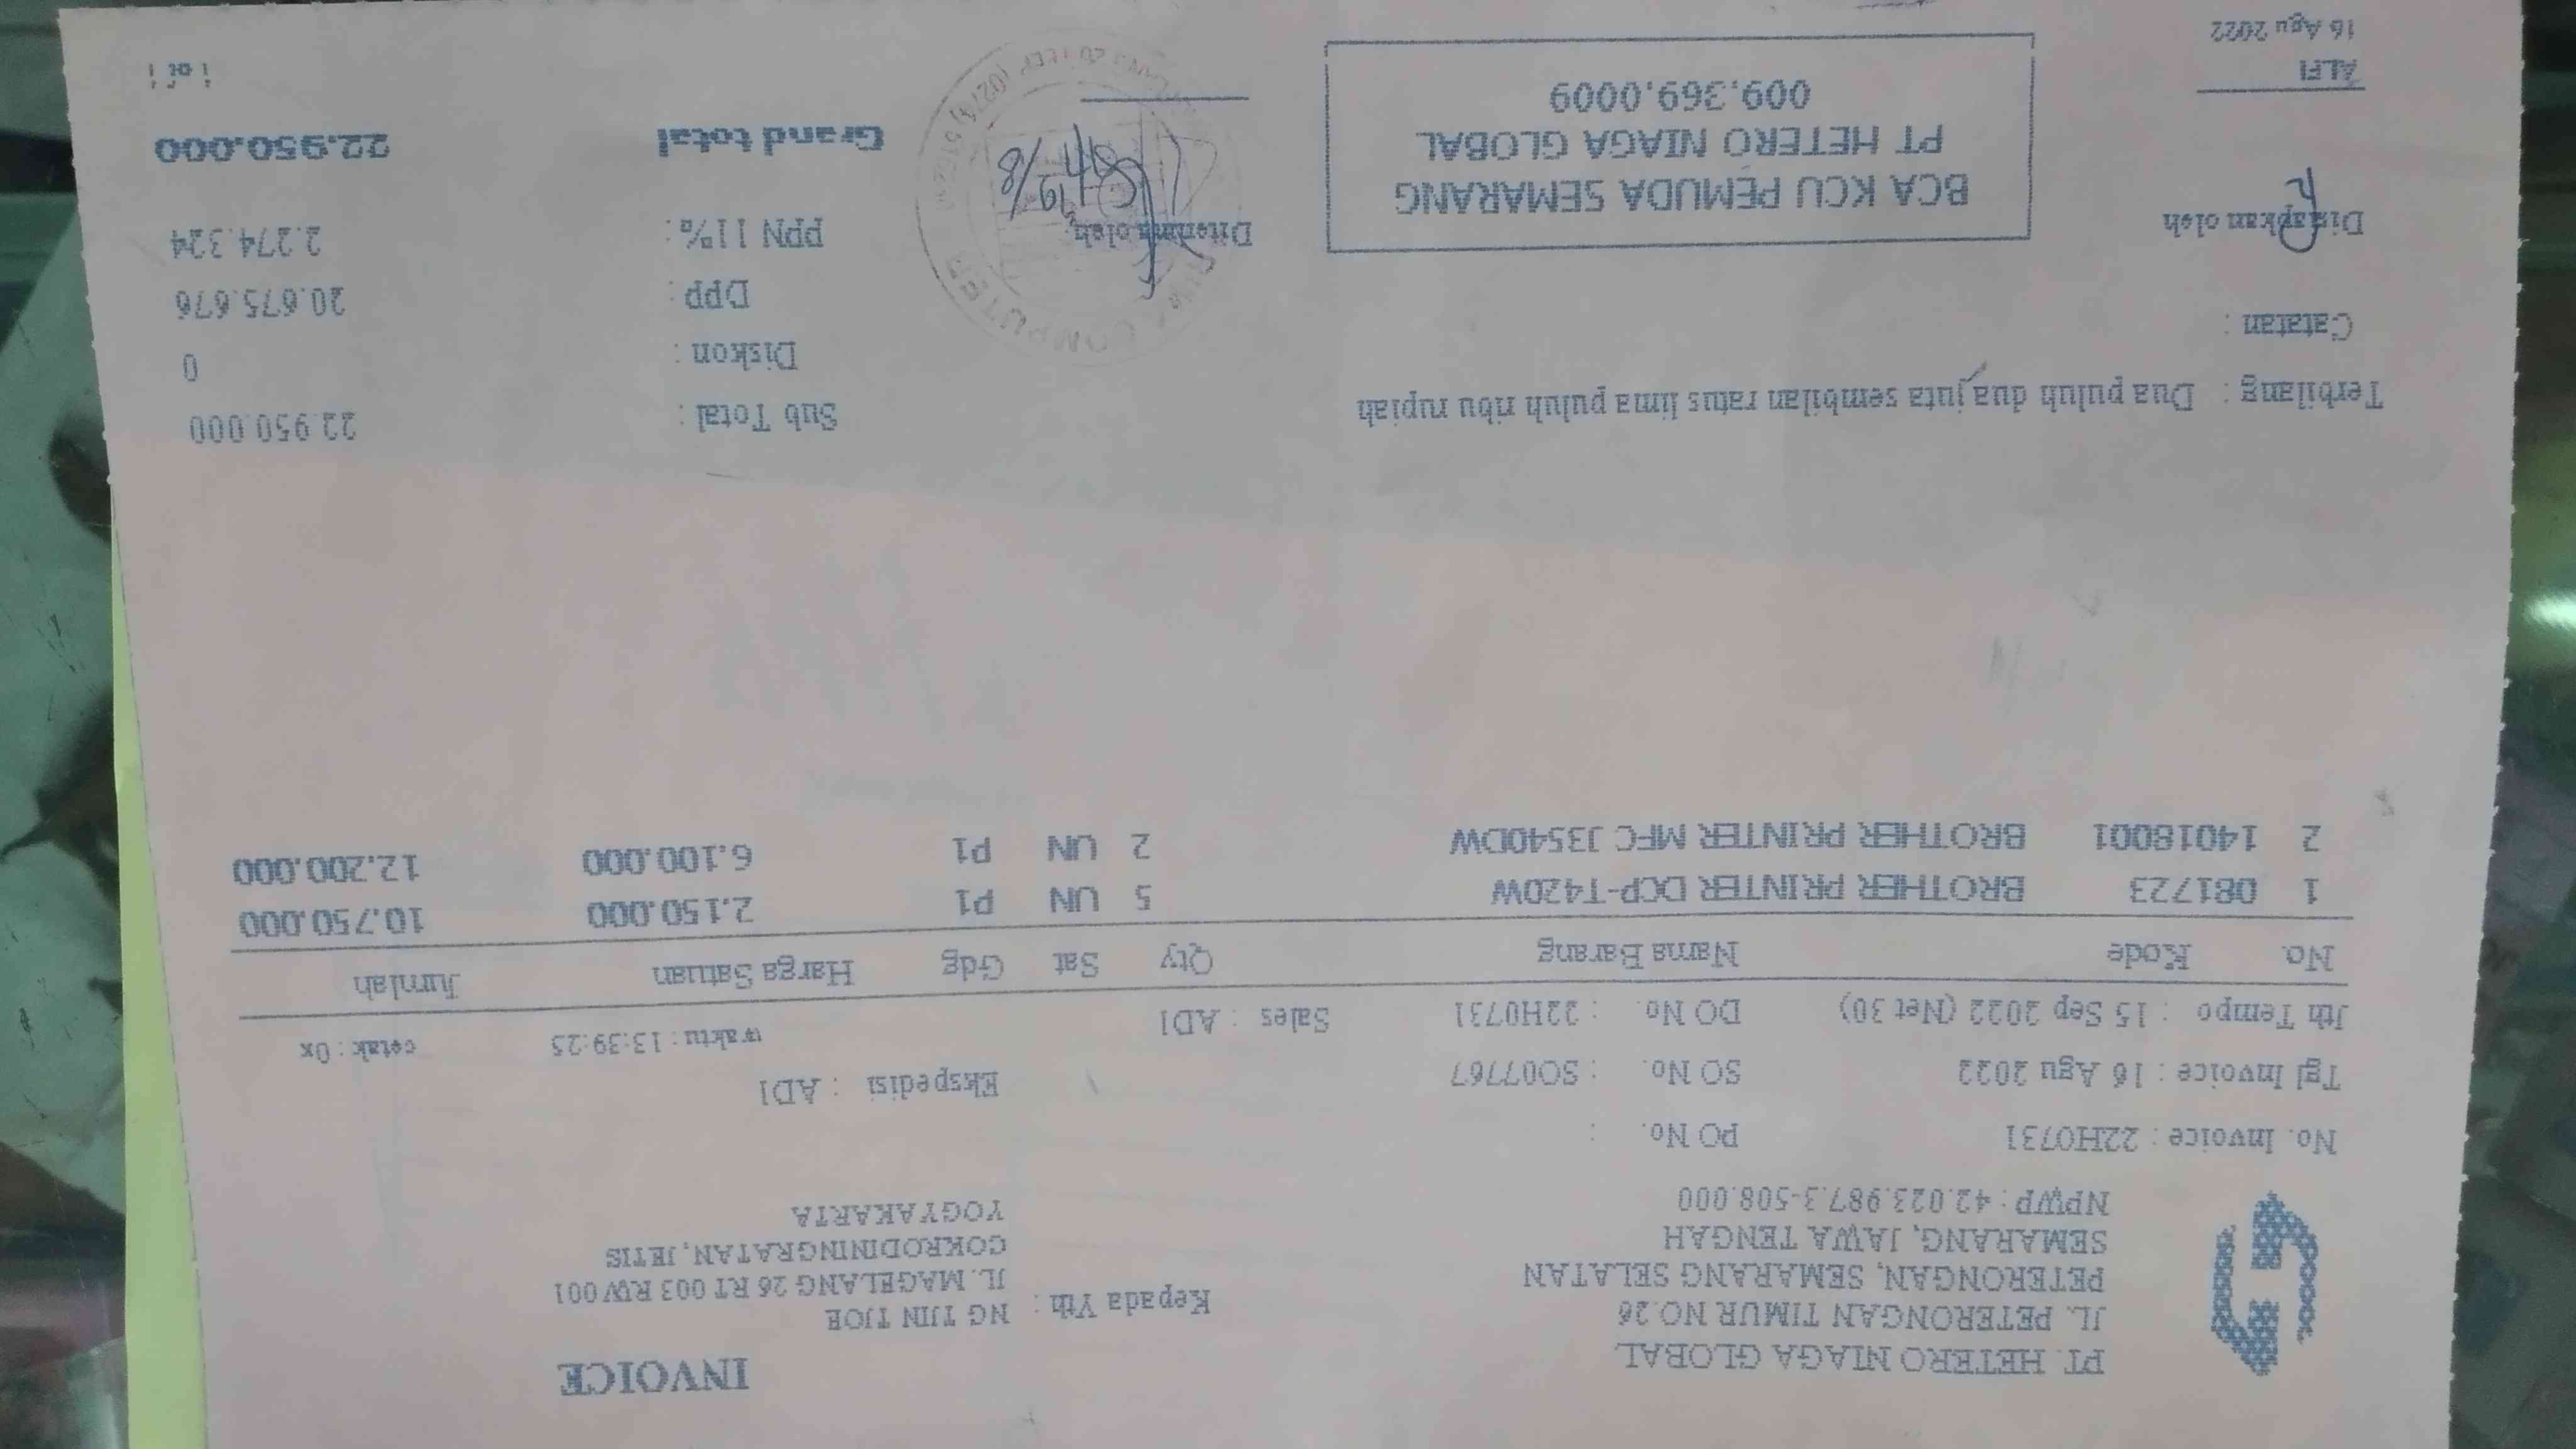 INVOICE
PT. HETERO NIAGA GLOBAL
JL. PETERONGAN TIMUR NO.26
PETERONGAN, SEMARANG SELATAN
SEMARANG, JAWA TENGAH
NPWP : 42.023.987.3-508.000
Kepada Yth : NG TJIN TJOE
JL. MAGELANG 26 RT 003 RW 001
COKRODININGRATAN, JETIS
YOGYAKARTA
No. Invoice : 22H0731 PO No. :
Tgl Invoice : 16 Agu 2022 SO No. : SO07767 Ekspedisi : AD1
Jth Tempo : 15 Sep 2022 (Net 30) DO No. : 22H0731 Sales : AD1 waktu : 13:39:25 cetak : 0x
No. Kode Nama Barang Qty Sat Gdg Harga Satuan Jumlah
1 081723 BROTHER PRINTER DCP-T420W 5 UN P1 2.150.000 10.750.000
2 14018001 BROTHER PRINTER MFC J3540DW 2 UN P1 6.100.000 12.200.000
Terbilang : Dua puluh dua juta sembilan ratus lima puluh ribu rupiah
Sub Total : 22.950.000
Catatan :
Diskon : 0
DPP : 20.675.676
PPN 11% : 2.274.324
Grand total 22.950.000
Disiapkan oleh
ALFI
16 Agu 2022
BCA KCU PEMUDA SEMARANG
PT HETERO NIAGA GLOBAL
009.369.0009
Diterima oleh
19/8
COMPUTER
1 of 1